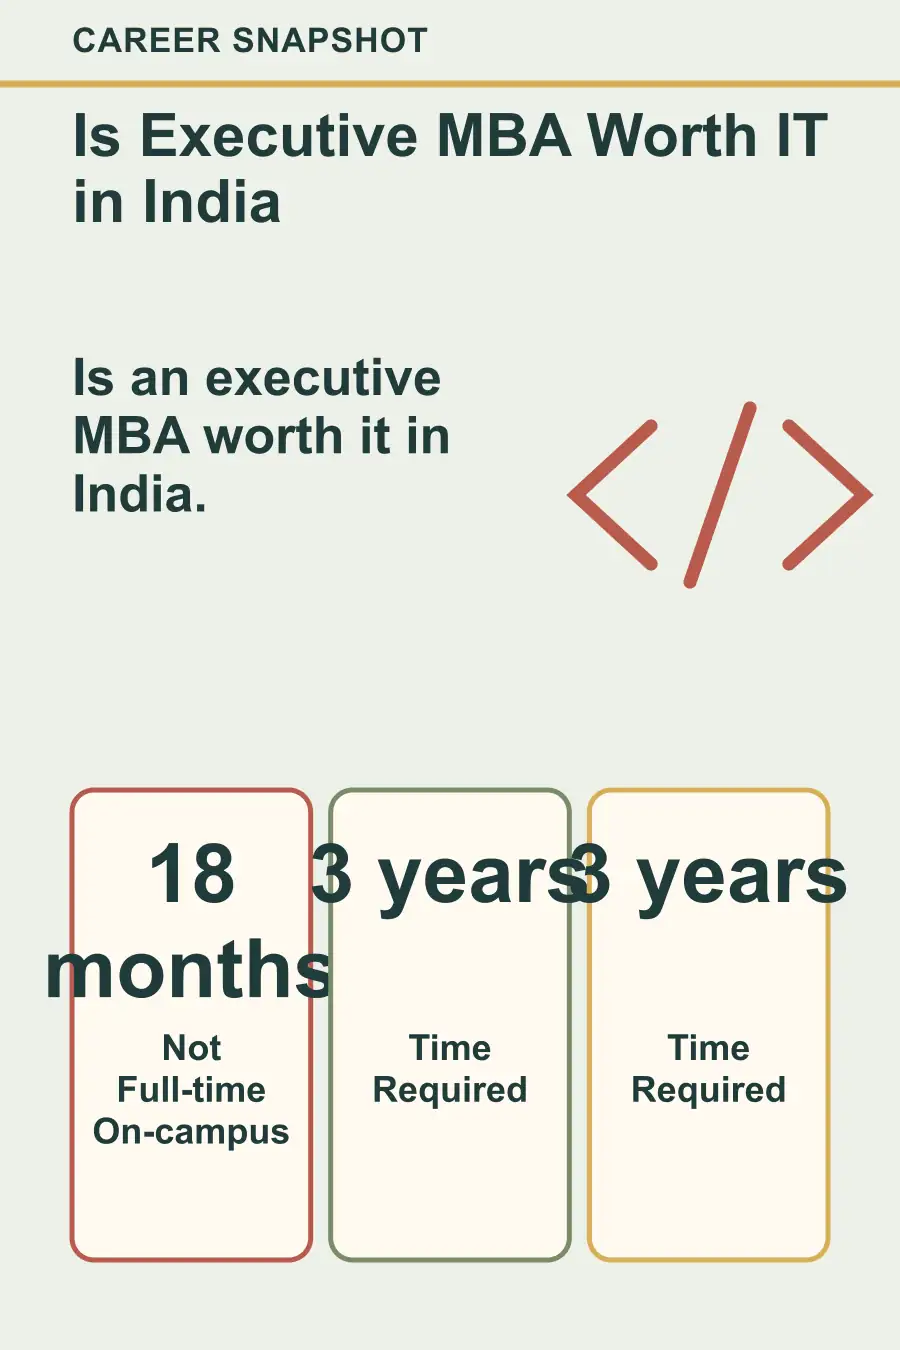 CAREER SNAPSHOT
Is Executive MBA Worth IT
in India
Is an executive
MBA worth it in
India.
18
months
Not
Full-time
On-campus
3 years
Time
Required
3 years
Time
Required